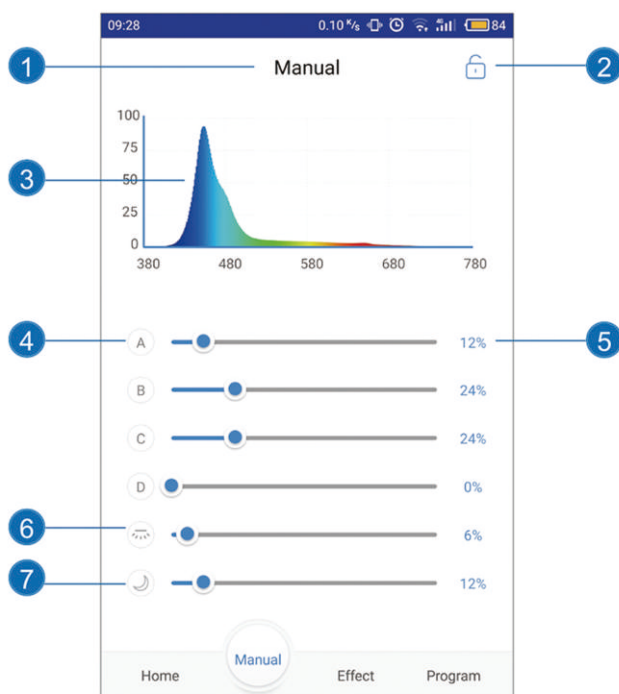 09:28 0.10 K/s 4G 84
1 Manual 2
100
75
3 50
25
0
380 480 580 680 780
4 A 12% 5
B 24%
C 24%
D 0%
6 6%
7 12%
Home Manual Effect Program